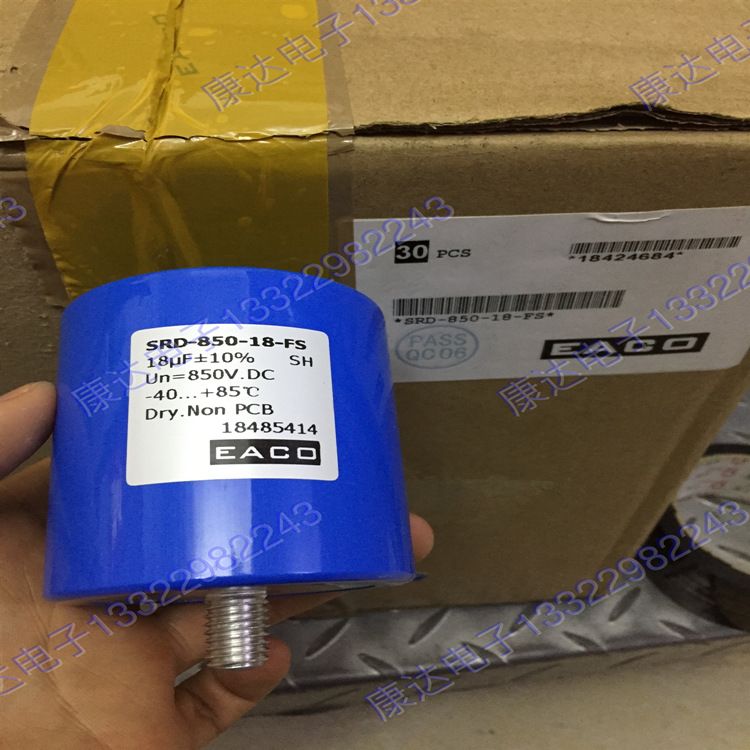 康达电子13322982243
30 PCS
*18424684*
*SRD-850-18-FS*
PASS
QC06
EACO
SRD-850-18-FS
18µF±10% SH
Un=850V.DC
-40...+85℃
Dry.Non PCB
18485414
EACO
康达电子13322982243
康达电子13322982243
康达电子13322982243
康达电子